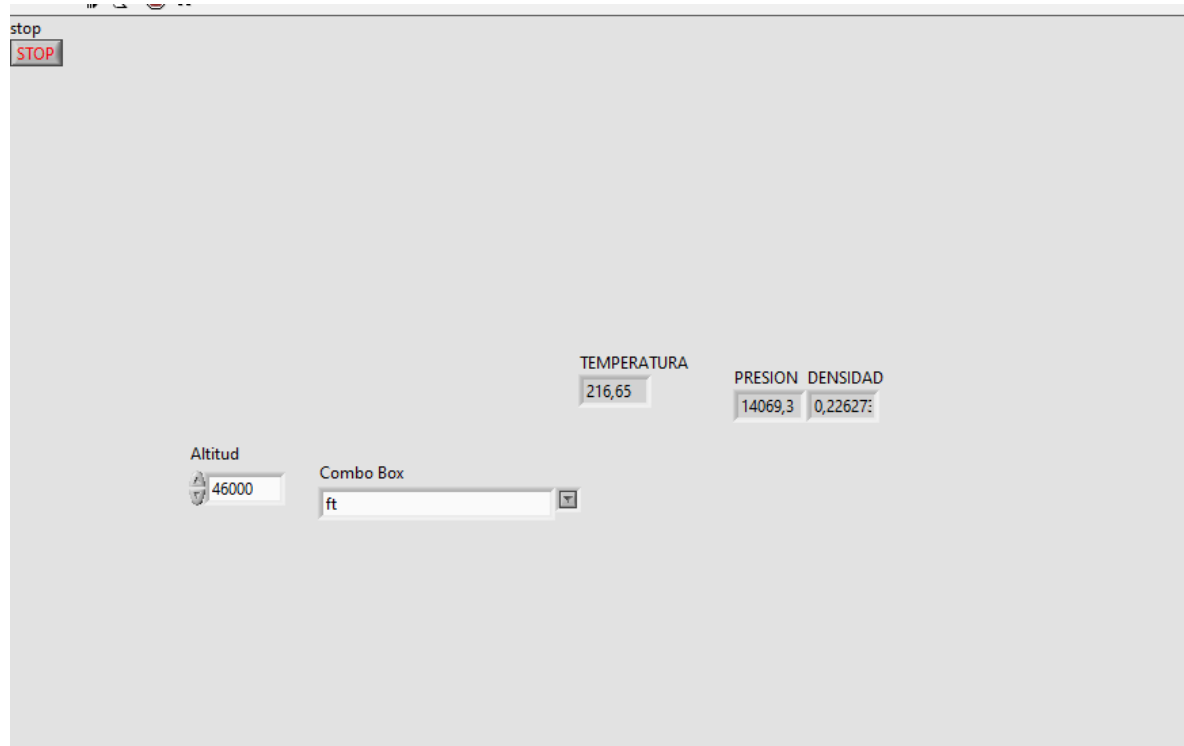 stop
STOP
TEMPERATURA
216,65
PRESION DENSIDAD
14069,3
Altitud
46000
Combo Box
ft